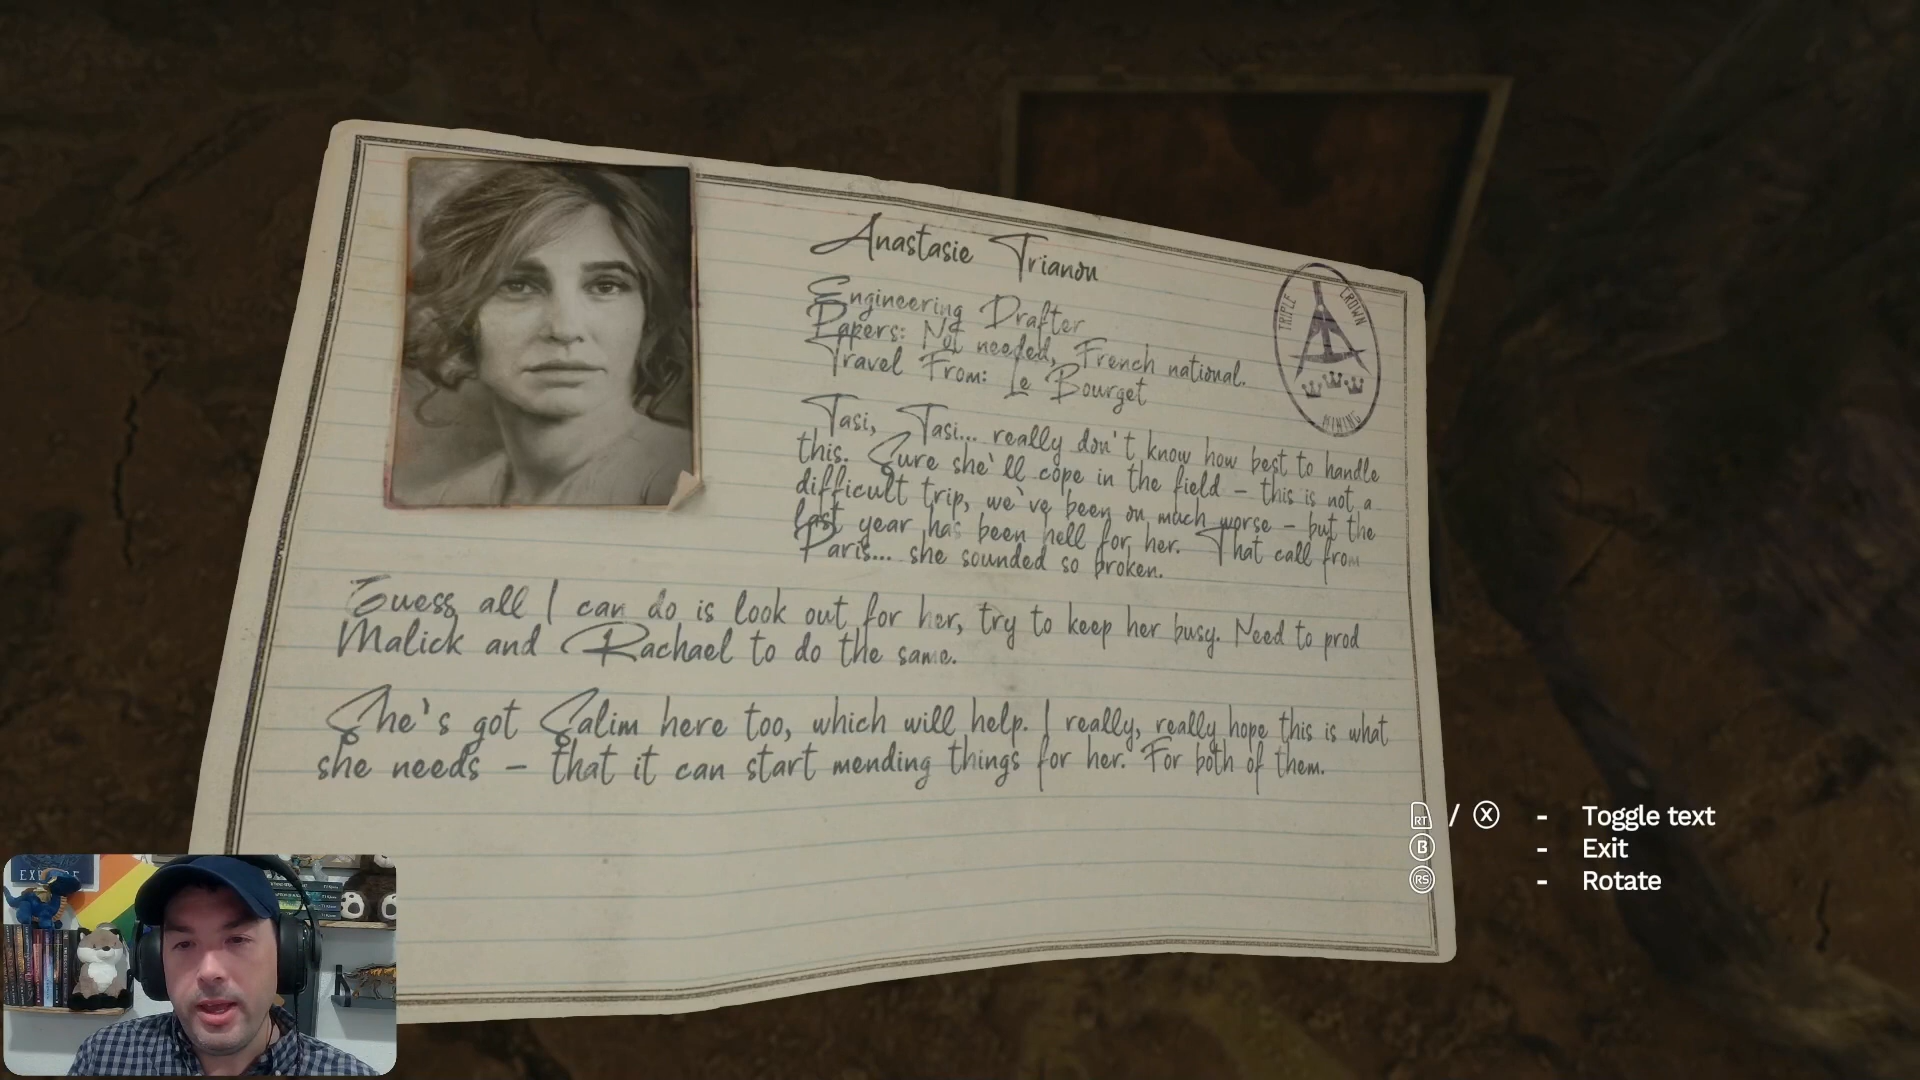 Anastasie Trianon
Engineering Drafter
Papers: Not needed, French national.
Travel From: Le Bourget
TRIPLE CROWN
MINING
Tasi, Tasi... really don't know how best to handle
this. Sure she'll cope in the field – this is not a
difficult trip, we've been on much worse – but the
last year has been hell for her. That call from
Paris... she sounded so broken.
Guess all I can do is look out for her, try to keep her busy. Need to prod
Malick and Rachael to do the same.
She's got Salim here too, which will help. I really, really hope this is what
she needs – that it can start mending things for her. For both of them.
RT / X - Toggle text
B - Exit
RS - Rotate